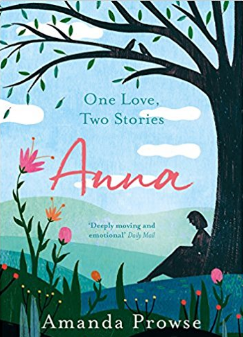 One Love,
Two Stories
Anna
'Deeply moving and
emotional' Daily Mail
Amanda Prowse